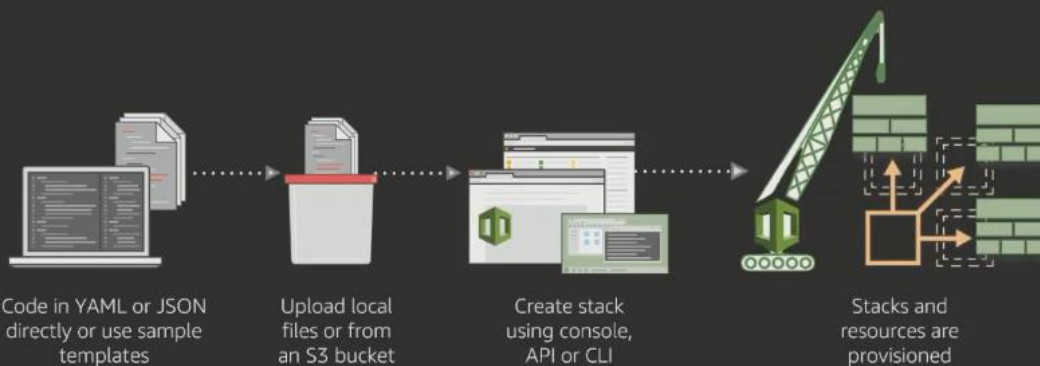 Code in YAML or JSON
directly or use sample
templates
Upload local
files or from
an S3 bucket
Create stack
using console,
API or CLI
Stacks and
resources are
provisioned